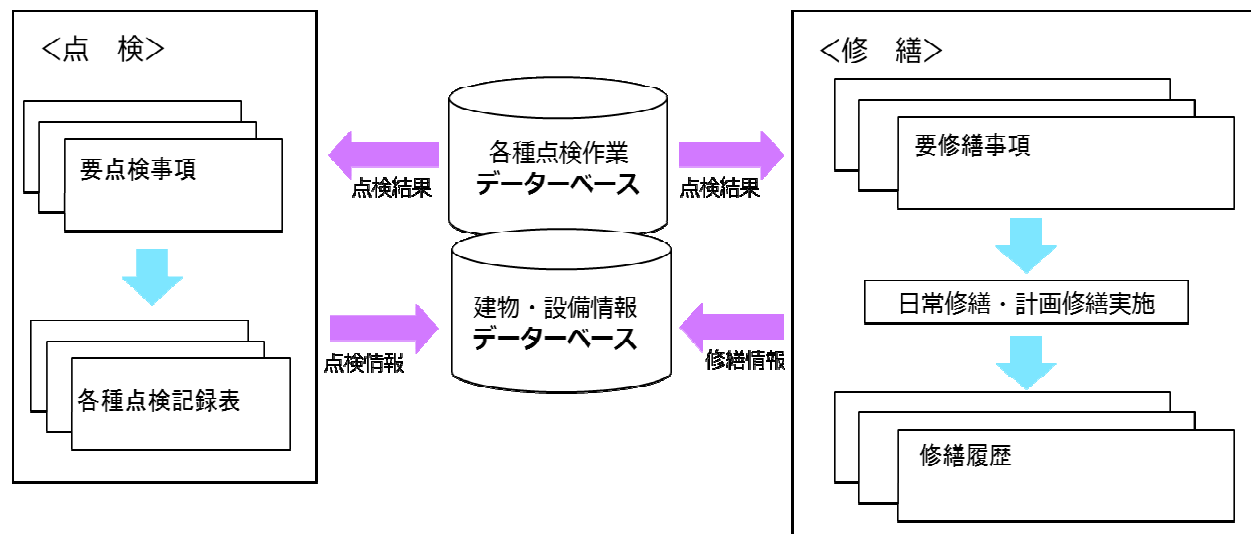 ＜点　検＞
要点検事項
各種点検記録表
点検結果
点検情報
各種点検作業
データーベース
建物・設備情報
データーベース
点検結果
修繕情報
＜修　繕＞
要修繕事項
日常修繕・計画修繕実施
修繕履歴